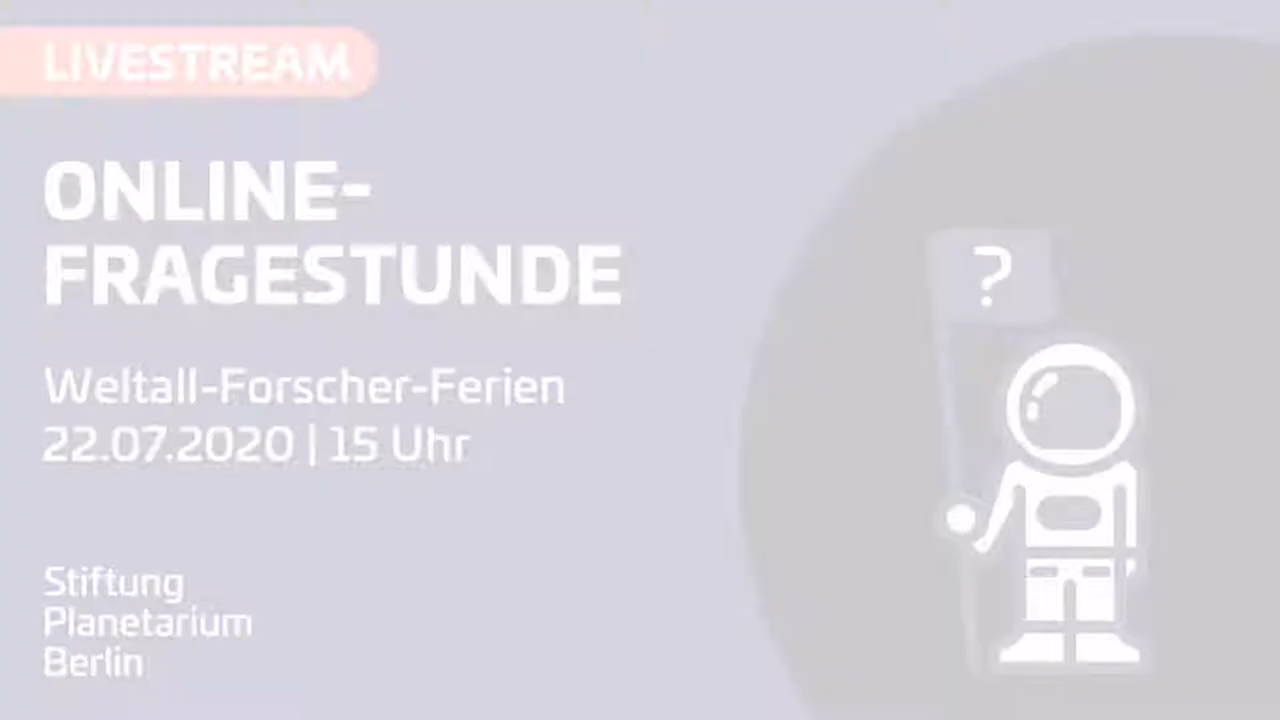 LIVESTREAM
ONLINE-
FRAGESTUNDE
?
Weltall-Forscher-Ferien
22.07.2020 | 15 Uhr
Stiftung
Planetarium
Berlin